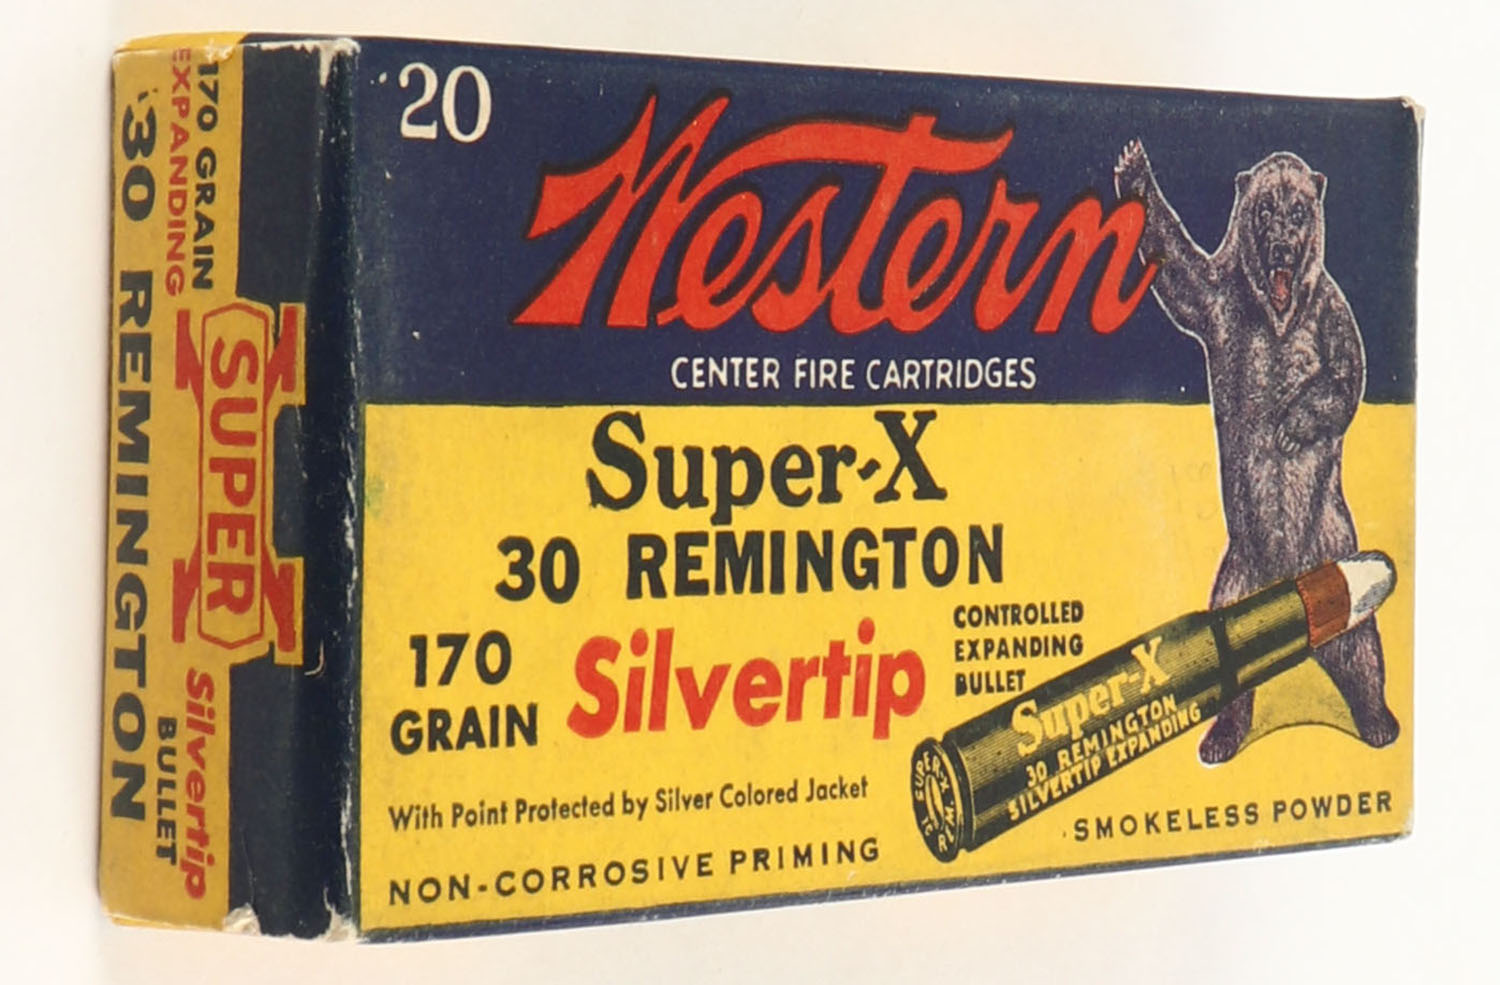 20
Western
CENTER FIRE CARTRIDGES
Super-X
30 REMINGTON
170
GRAIN
Silvertip
CONTROLLED
EXPANDING
BULLET
With Point Protected by Silver Colored Jacket
NON-CORROSIVE PRIMING
SMOKELESS POWDER
Super-X
30 REMINGTON
SILVERTIP EXPANDING
SUPER-X
170 GRAIN
EXPANDING
30 REMINGTON
SUPER
Silvertip
BULLET